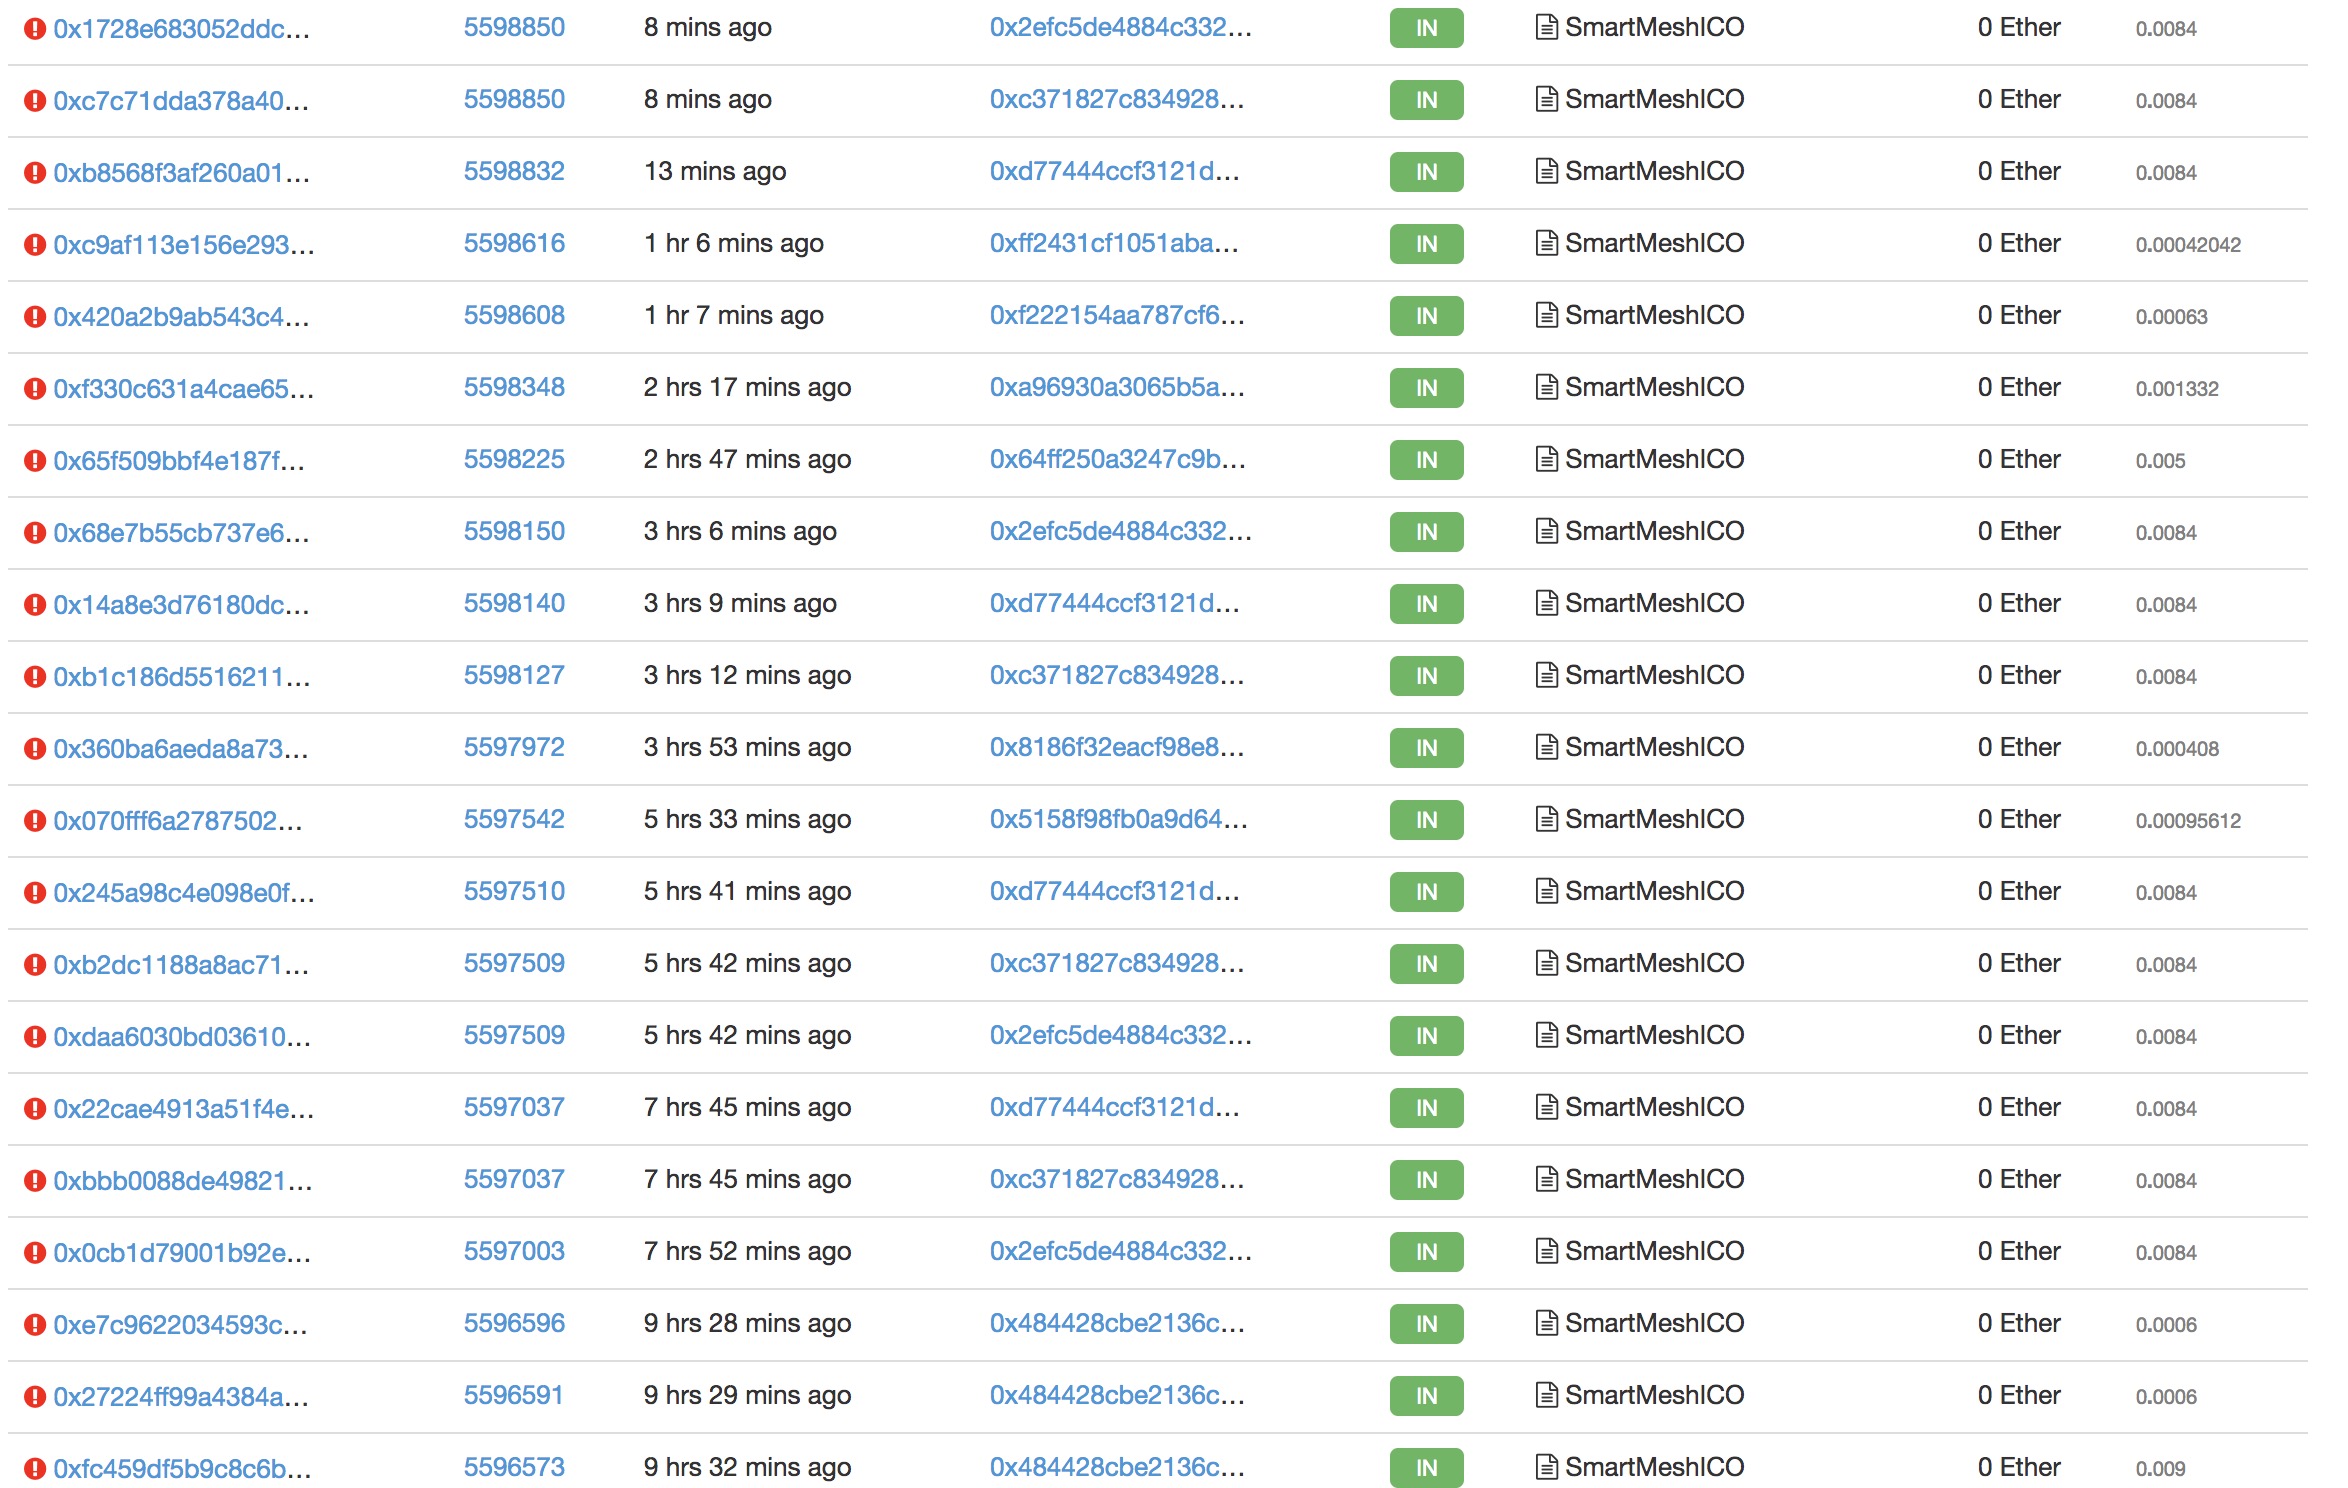 0x1728e683052ddc... 5598850 8 mins ago 0x2efc5de4884c332... IN SmartMeshICO 0 Ether 0.0084
0xc7c71dda378a40... 5598850 8 mins ago 0xc371827c834928... IN SmartMeshICO 0 Ether 0.0084
0xb8568f3af260a01... 5598832 13 mins ago 0xd77444ccf3121d... IN SmartMeshICO 0 Ether 0.0084
0xc9af113e156e293... 5598616 1 hr 6 mins ago 0xff2431cf1051aba... IN SmartMeshICO 0 Ether 0.00042042
0x420a2b9ab543c4... 5598608 1 hr 7 mins ago 0xf222154aa787cf6... IN SmartMeshICO 0 Ether 0.00063
0xf330c631a4cae65... 5598348 2 hrs 17 mins ago 0xa96930a3065b5a... IN SmartMeshICO 0 Ether 0.001332
0x65f509bbf4e187f... 5598225 2 hrs 47 mins ago 0x64ff250a3247c9b... IN SmartMeshICO 0 Ether 0.005
0x68e7b55cb737e6... 5598150 3 hrs 6 mins ago 0x2efc5de4884c332... IN SmartMeshICO 0 Ether 0.0084
0x14a8e3d76180dc... 5598140 3 hrs 9 mins ago 0xd77444ccf3121d... IN SmartMeshICO 0 Ether 0.0084
0xb1c186d5516211... 5598127 3 hrs 12 mins ago 0xc371827c834928... IN SmartMeshICO 0 Ether 0.0084
0x360ba6aeda8a73... 5597972 3 hrs 53 mins ago 0x8186f32eacf98e8... IN SmartMeshICO 0 Ether 0.000408
0x070fff6a2787502... 5597542 5 hrs 33 mins ago 0x5158f98fb0a9d64... IN SmartMeshICO 0 Ether 0.00095612
0x245a98c4e098e0f... 5597510 5 hrs 41 mins ago 0xd77444ccf3121d... IN SmartMeshICO 0 Ether 0.0084
0xb2dc1188a8ac71... 5597509 5 hrs 42 mins ago 0xc371827c834928... IN SmartMeshICO 0 Ether 0.0084
0xdaa6030bd03610... 5597509 5 hrs 42 mins ago 0x2efc5de4884c332... IN SmartMeshICO 0 Ether 0.0084
0x22cae4913a51f4e... 5597037 7 hrs 45 mins ago 0xd77444ccf3121d... IN SmartMeshICO 0 Ether 0.0084
0xbbb0088de49821... 5597037 7 hrs 45 mins ago 0xc371827c834928... IN SmartMeshICO 0 Ether 0.0084
0x0cb1d79001b92e... 5597003 7 hrs 52 mins ago 0x2efc5de4884c332... IN SmartMeshICO 0 Ether 0.0084
0xe7c9622034593c... 5596596 9 hrs 28 mins ago 0x484428cbe2136c... IN SmartMeshICO 0 Ether 0.0006
0x27224ff99a4384a... 5596591 9 hrs 29 mins ago 0x484428cbe2136c... IN SmartMeshICO 0 Ether 0.0006
0xfc459df5b9c8c6b... 5596573 9 hrs 32 mins ago 0x484428cbe2136c... IN SmartMeshICO 0 Ether 0.009